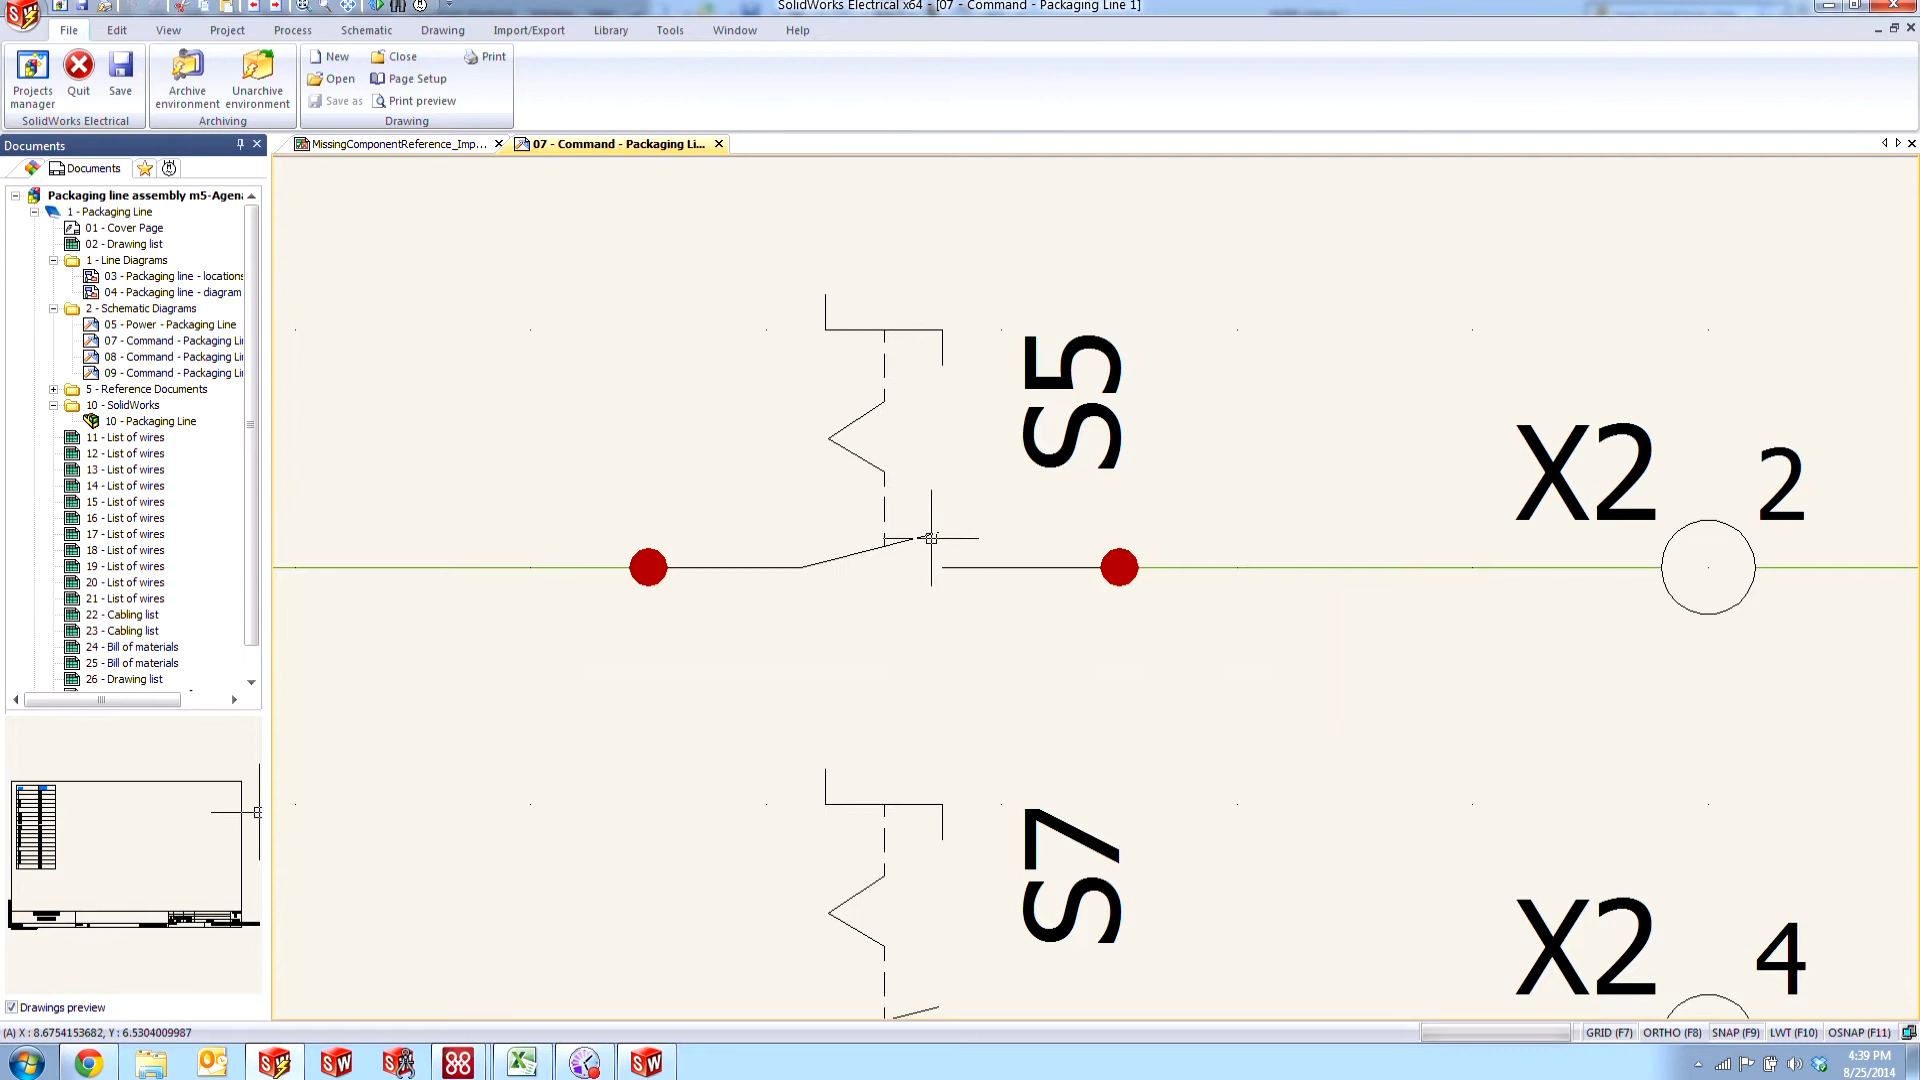 SolidWorks Electrical x64 - [07 - Command - Packaging Line 1]
File Edit View Project Process Schematic Drawing Import/Export Library Tools Window Help
Projects manager
Quit
Save
SolidWorks Electrical
Archive environment
Unarchive environment
Archiving
New
Close
Print
Open
Page Setup
Save as
Print preview
Drawing
Documents
MissingComponentReference_Imp...
07 - Command - Packaging Li...
Documents
Packaging line assembly m5-Agen
1 - Packaging Line
01 - Cover Page
02 - Drawing list
1 - Line Diagrams
03 - Packaging line - locations
04 - Packaging line - diagram
2 - Schematic Diagrams
05 - Power - Packaging Line
07 - Command - Packaging Li
08 - Command - Packaging Li
09 - Command - Packaging Li
5 - Reference Documents
10 - SolidWorks
10 - Packaging Line
11 - List of wires
12 - List of wires
13 - List of wires
14 - List of wires
15 - List of wires
16 - List of wires
17 - List of wires
18 - List of wires
19 - List of wires
20 - List of wires
21 - List of wires
22 - Cabling list
23 - Cabling list
24 - Bill of materials
25 - Bill of materials
26 - Drawing list
Drawings preview
S5
X2 2
S7
X2 4
(A) X : 8.6754153682, Y : 6.5304009987
GRID (F7) ORTHO (F8) SNAP (F9) LWT (F10) OSNAP (F11)
4:39 PM
8/25/2014